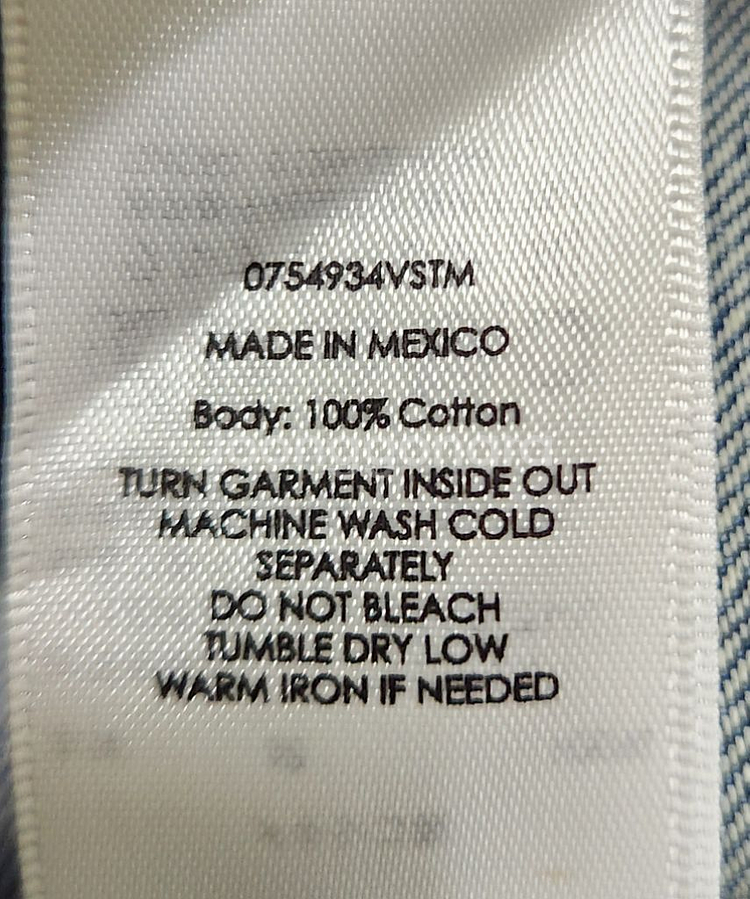 0754934VSTM
MADE IN MEXICO
Body: 100% Cotton
TURN GARMENT INSIDE OUT
MACHINE WASH COLD
SEPARATELY
DO NOT BLEACH
TUMBLE DRY LOW
WARM IRON IF NEEDED